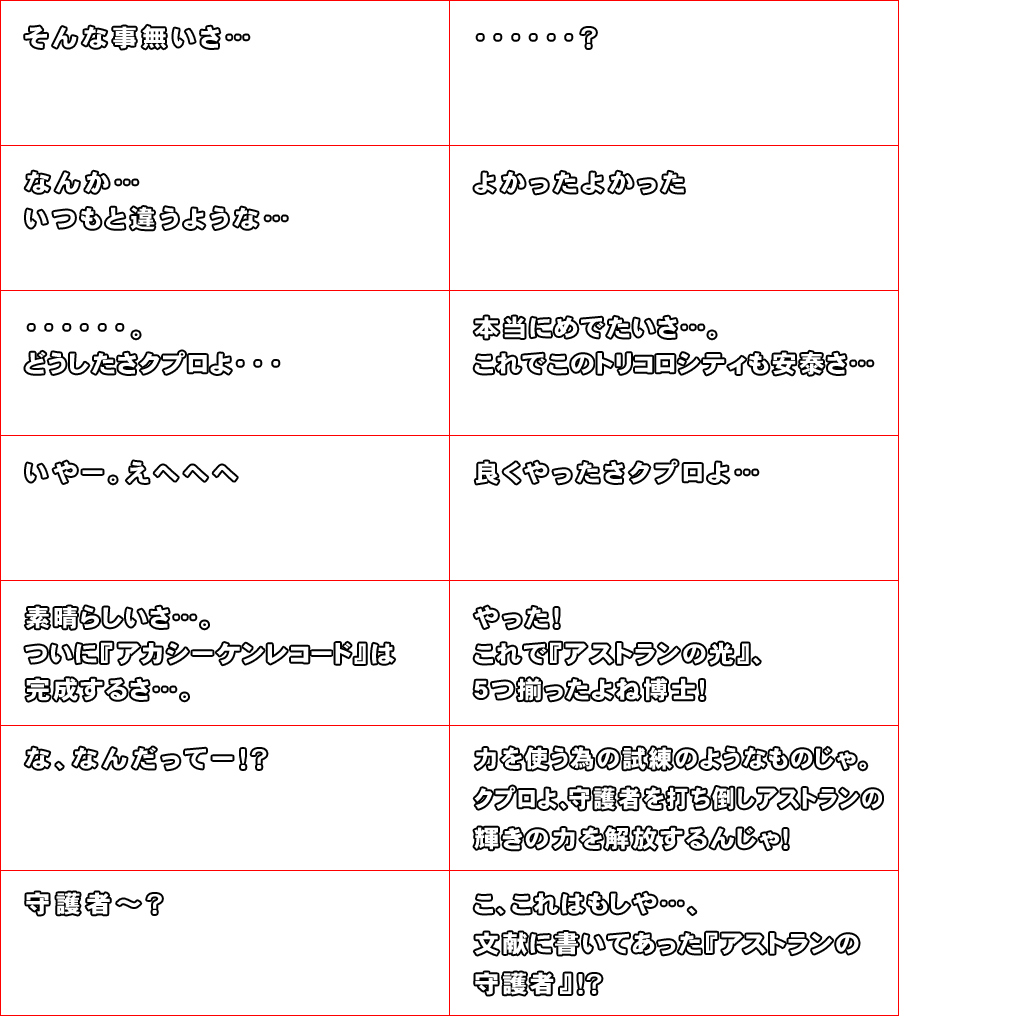 そんな事無いさ…
・・・・・・？
なんか…
いつもと違うような…
よかったよかった
・・・・・・。
どうしたさクプロよ・・・
本当にめでたいさ…。
これでこのトリコロシティも安泰さ…
いやー。えへへへ
良くやったさクプロよ…
素晴らしいさ…。
ついに『アカシーケンレコード』は
完成するさ…。
やった！
これで『アストランの光』、
5つ揃ったよね博士！
な、なんだってー！？
力を使う為の試練のようなものじゃ。
クプロよ、守護者を打ち倒しアストランの
輝きの力を解放するんじゃ！
守護者～？
こ、これはもしや…、
文献に書いてあった『アストランの
守護者』！？